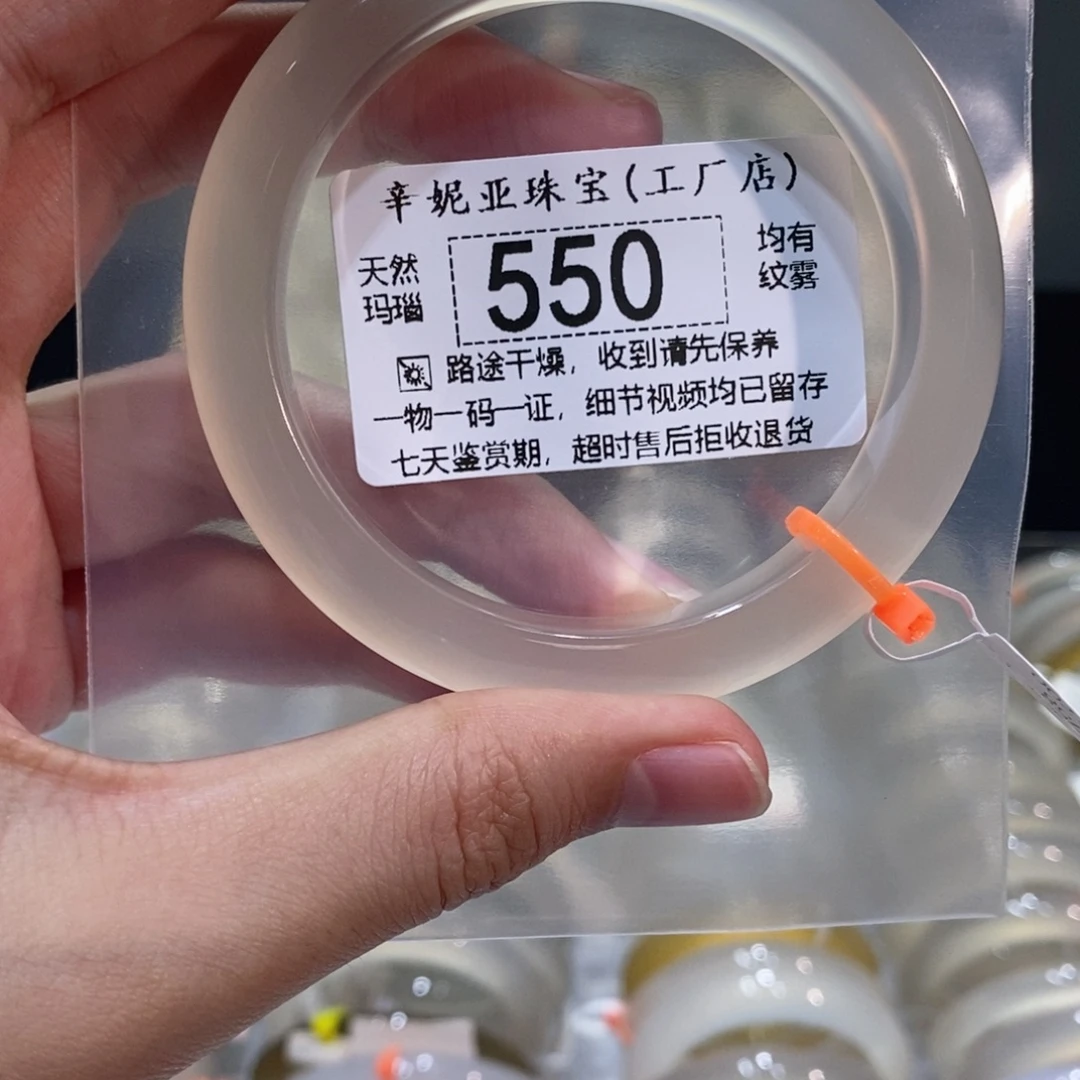 辛妮亚珠宝(工厂店)
天然
玛瑙
550
均有
纹雾
路途干燥，收到请先保养
一物一码一证，细节视频均已留存
七天鉴赏期，超时售后拒收退货